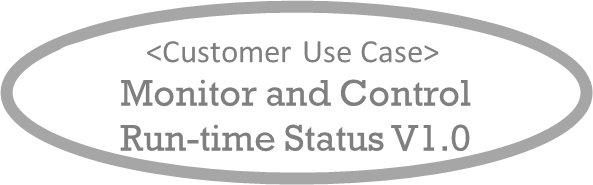 <Customer Use Case>
Monitor and Control
Run-time Status V1.0